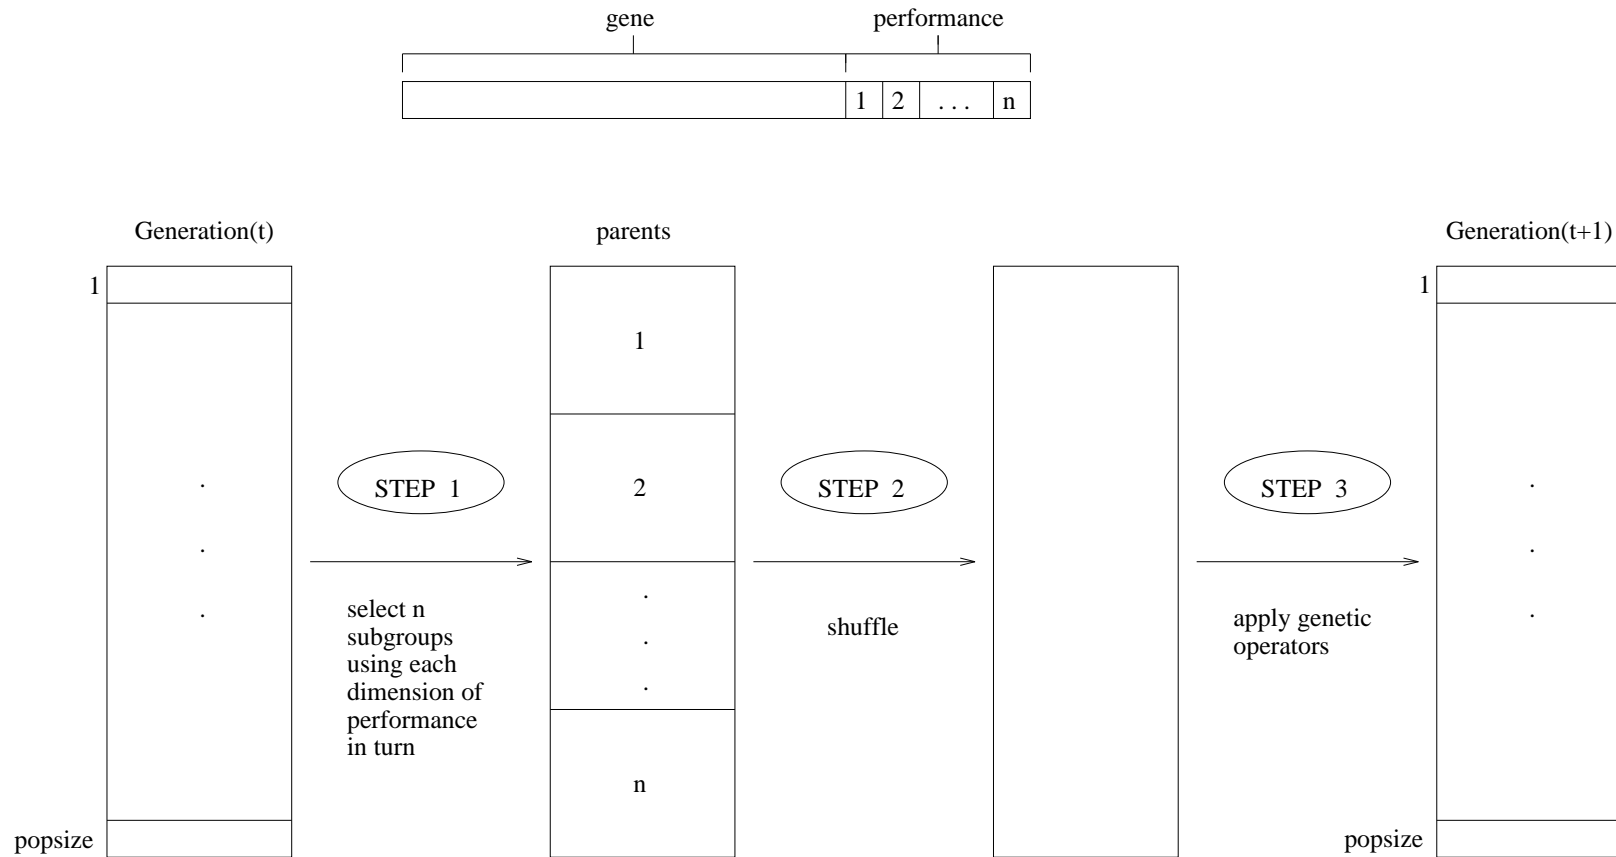 gene performance
1 2 . . . n
Generation(t) parents Generation(t+1)
1 1
1
STEP 1 2 STEP 2 STEP 3
select n
subgroups
using each
dimension of
performance
in turn
shuffle
apply genetic
operators
n
popsize popsize